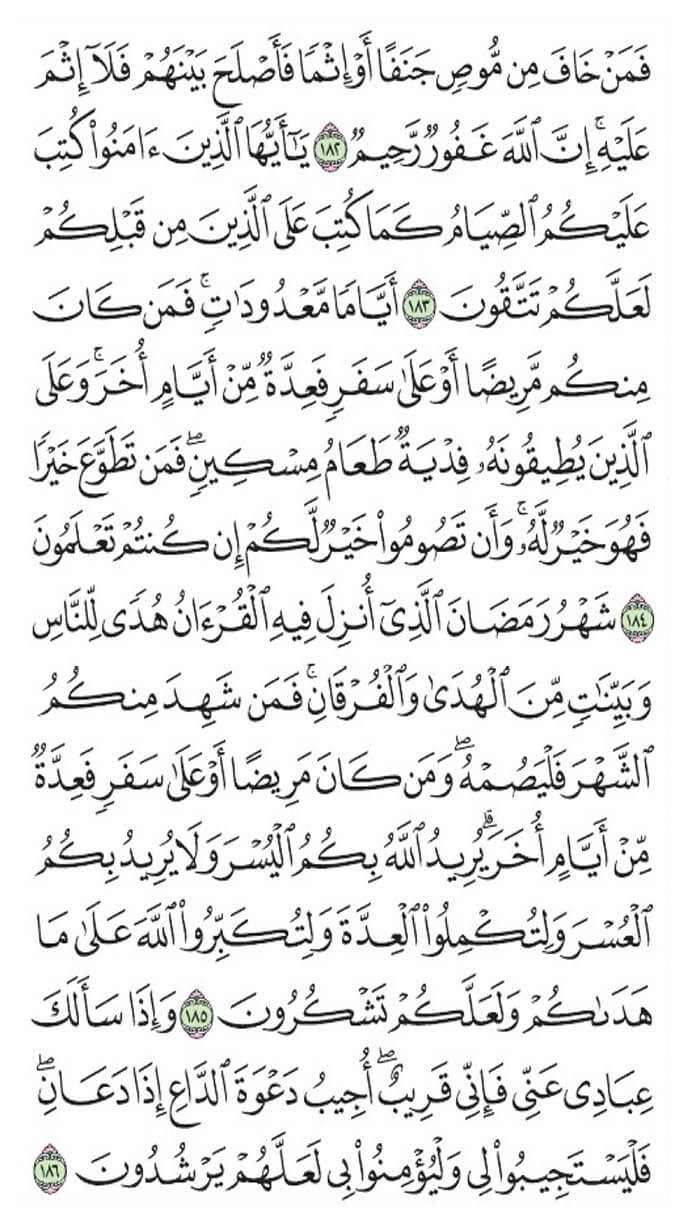 فَمَنْ خَافَ مِن مُّوصٍ جَنَفًا أَوْ إِثْمًا فَأَصْلَحَ بَيْنَهُمْ فَلَآ إِثْمَ
عَلَيْهِ ۚ إِنَّ ٱللَّهَ غَفُورٌ رَّحِيمٌ ١٨٢ يَـٰٓأَيُّهَا ٱلَّذِينَ ءَامَنُوا۟ كُتِبَ
عَلَيْكُمُ ٱلصِّيَامُ كَمَا كُتِبَ عَلَى ٱلَّذِينَ مِن قَبْلِكُمْ
لَعَلَّكُمْ تَتَّقُونَ ١٨٣ أَيَّامًا مَّعْدُودَٰتٍ ۚ فَمَن كَانَ
مِنكُم مَّرِيضًا أَوْ عَلَىٰ سَفَرٍ فَعِدَّةٌ مِّنْ أَيَّامٍ أُخَرَ ۚ وَعَلَى
ٱلَّذِينَ يُطِيقُونَهُۥ فِدْيَةٌ طَعَامُ مِسْكِينٍ ۖ فَمَن تَطَوَّعَ خَيْرًا
فَهُوَ خَيْرٌ لَّهُۥ ۚ وَأَن تَصُومُوا۟ خَيْرٌ لَّكُمْ إِن كُنتُمْ تَعْلَمُونَ
١٨٤ شَهْرُ رَمَضَانَ ٱلَّذِىٓ أُنزِلَ فِيهِ ٱلْقُرْءَانُ هُدًى لِّلنَّاسِ
وَبَيِّنَـٰتٍ مِّنَ ٱلْهُدَىٰ وَٱلْفُرْقَانِ ۚ فَمَن شَهِدَ مِنكُمُ
ٱلشَّهْرَ فَلْيَصُمْهُ ۖ وَمَن كَانَ مَرِيضًا أَوْ عَلَىٰ سَفَرٍ فَعِدَّةٌ
مِّنْ أَيَّامٍ أُخَرَ ۗ يُرِيدُ ٱللَّهُ بِكُمُ ٱلْيُسْرَ وَلَا يُرِيدُ بِكُمُ
ٱلْعُسْرَ وَلِتُكْمِلُوا۟ ٱلْعِدَّةَ وَلِتُكَبِّرُوا۟ ٱللَّهَ عَلَىٰ مَا
هَدَىٰكُمْ وَلَعَلَّكُمْ تَشْكُرُونَ ١٨٥ وَإِذَا سَأَلَكَ
عِبَادِى عَنِّى فَإِنِّى قَرِيبٌ ۖ أُجِيبُ دَعْوَةَ ٱلدَّاعِ إِذَا دَعَانِ ۖ
فَلْيَسْتَجِيبُوا۟ لِى وَلْيُؤْمِنُوا۟ بِى لَعَلَّهُمْ يَرْشُدُونَ ١٨٦